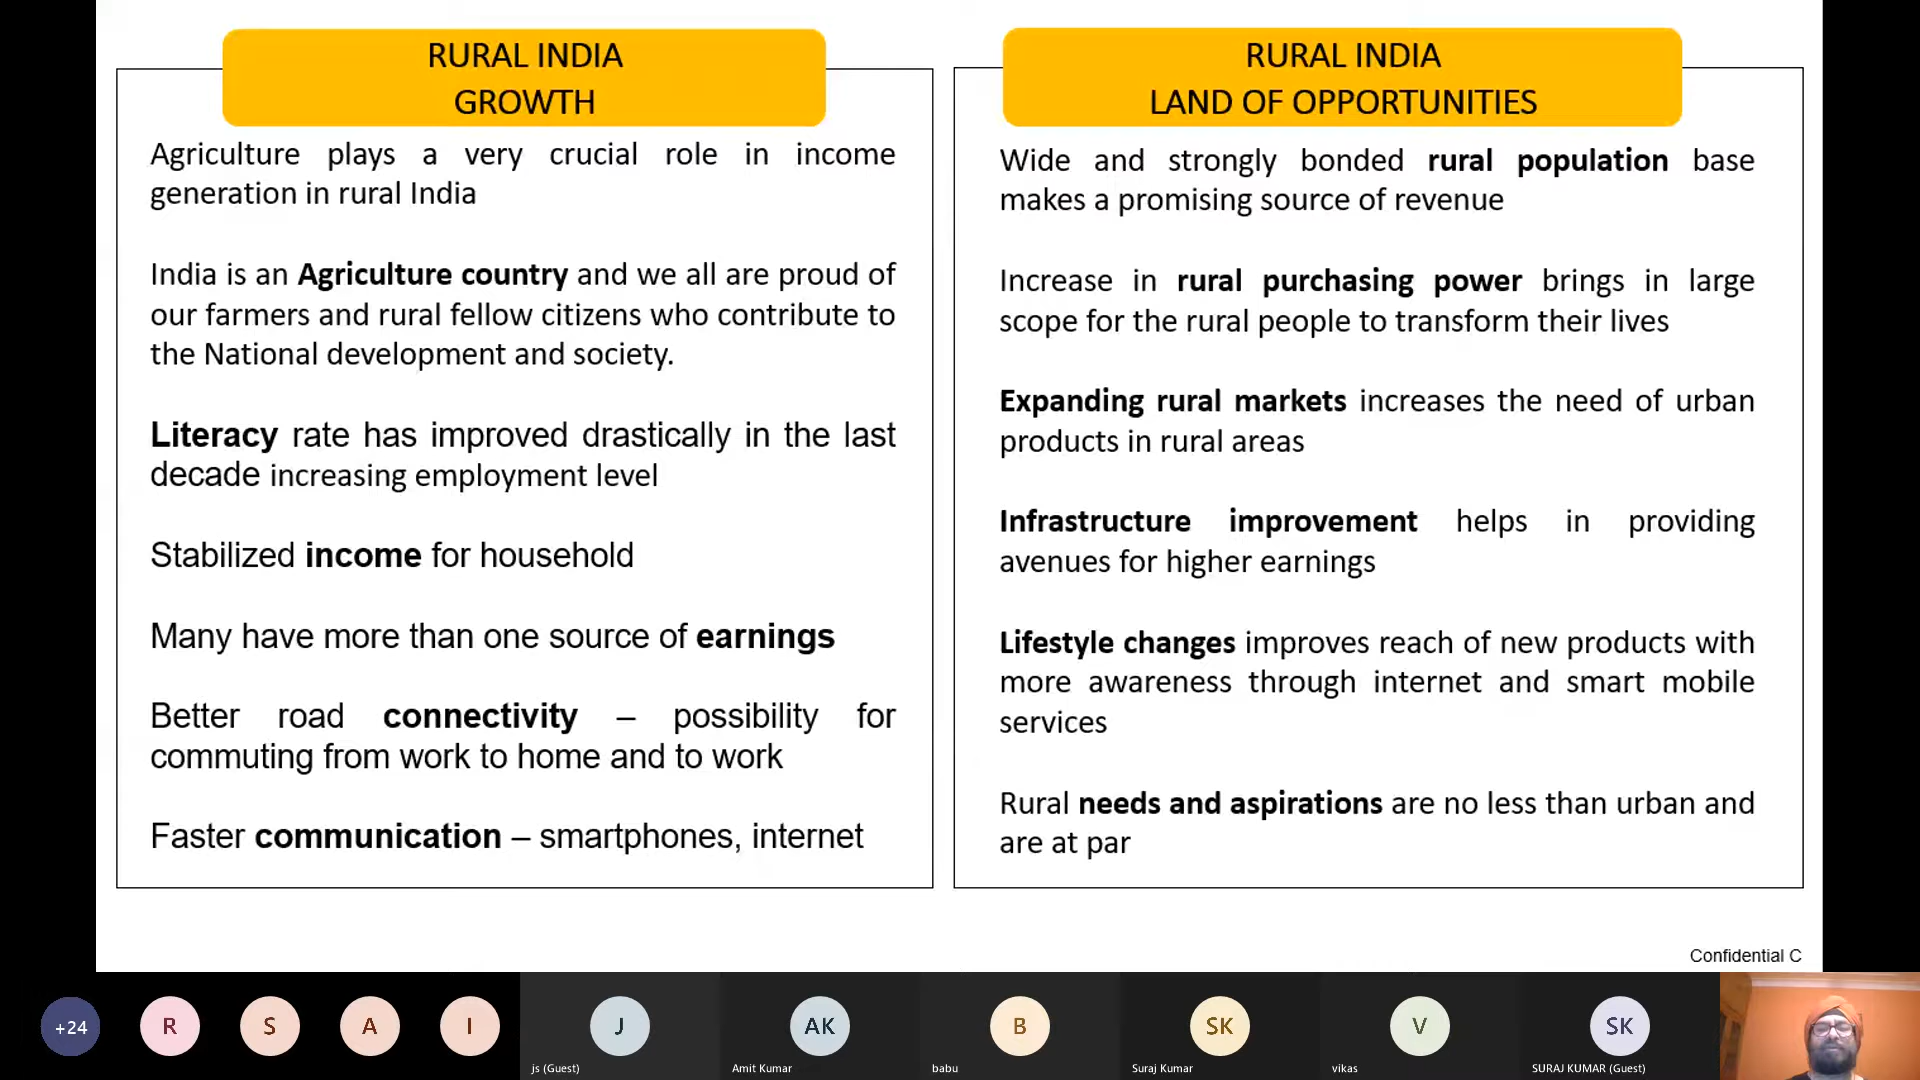 RURAL INDIA
GROWTH
Agriculture plays a very crucial role in income
generation in rural India
India is an Agriculture country and we all are proud of
our farmers and rural fellow citizens who contribute to
the National development and society.
Literacy rate has improved drastically in the last
decade increasing employment level
Stabilized income for household
Many have more than one source of earnings
Better road connectivity – possibility for
commuting from work to home and to work
Faster communication – smartphones, internet
RURAL INDIA
LAND OF OPPORTUNITIES
Wide and strongly bonded rural population base
makes a promising source of revenue
Increase in rural purchasing power brings in large
scope for the rural people to transform their lives
Expanding rural markets increases the need of urban
products in rural areas
Infrastructure improvement helps in providing
avenues for higher earnings
Lifestyle changes improves reach of new products with
more awareness through internet and smart mobile
services
Rural needs and aspirations are no less than urban and
are at par
Confidential C
+24
R
S
A
I
J
js (Guest)
AK
Amit Kumar
B
babu
SK
Suraj Kumar
V
vikas
SK
SURAJ KUMAR (Guest)